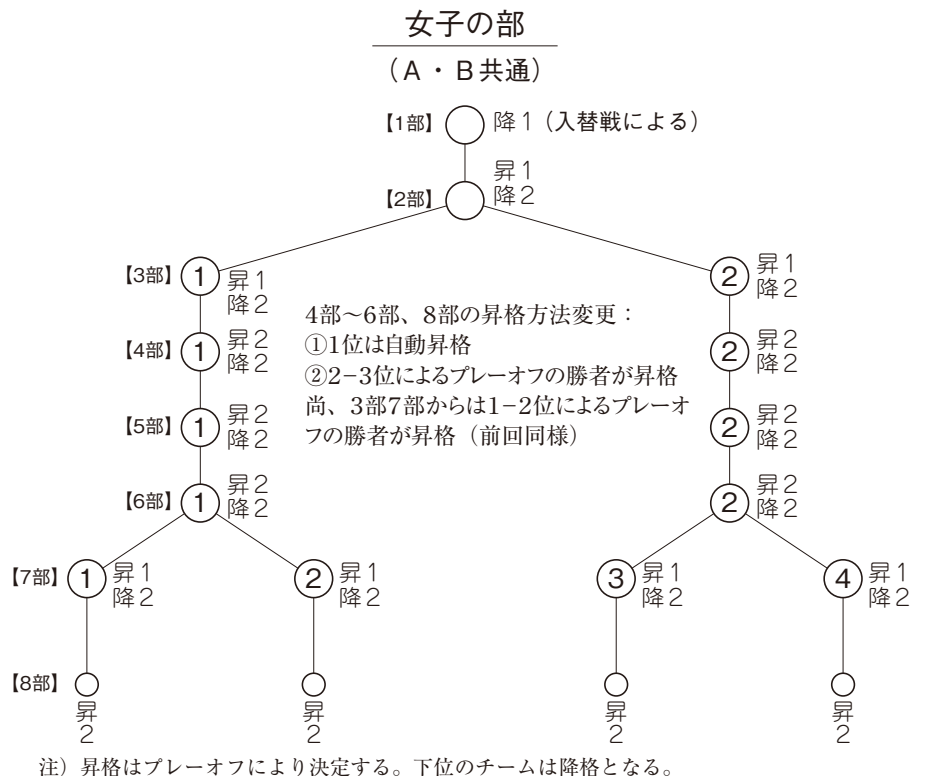 女子の部
（A・B共通）
【1部】 降1（入替戦による）
昇1
【2部】 降2
【3部】 1 昇1 2 昇1
降2 降2
4部〜6部、8部の昇格方法変更：
①1位は自動昇格
②2−3位によるプレーオフの勝者が昇格
尚、3部7部からは1−2位によるプレーオ
フの勝者が昇格（前回同様）
【4部】 1 昇2 2 昇2
降2 降2
【5部】 1 昇2 2 昇2
降2 降2
【6部】 1 昇2 2 昇2
降2 降2
【7部】 1 昇1 2 昇1 3 昇1 4 昇1
降2 降2 降2 降2
【8部】
昇2 昇2 昇2 昇2
注）昇格はプレーオフにより決定する。下位のチームは降格となる。